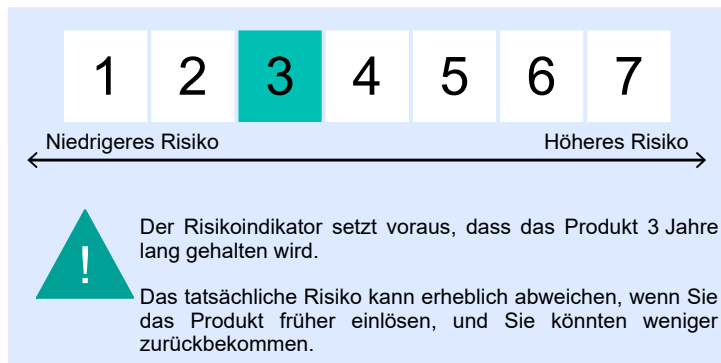 1 2 3 4 5 6 7
Niedrigeres Risiko Höheres Risiko
Der Risikoindikator setzt voraus, dass das Produkt 3 Jahre
lang gehalten wird.
!
Das tatsächliche Risiko kann erheblich abweichen, wenn Sie
das Produkt früher einlösen, und Sie könnten weniger
zurückbekommen.